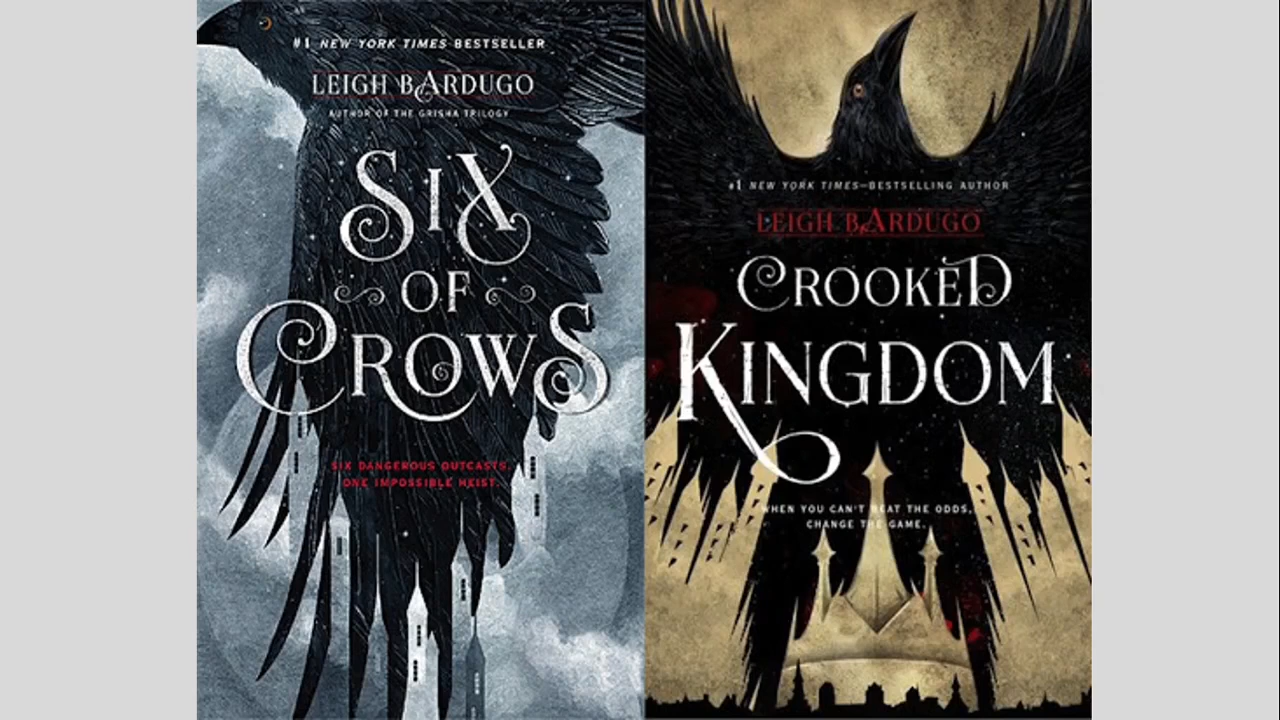 #1 NEW YORK TIMES BESTSELLER
LEIGH BARDUGO
AUTHOR OF THE GRISHA TRILOGY
SIX
OF
CROWS
SIX DANGEROUS OUTCASTS.
ONE IMPOSSIBLE HEIST.
#1 NEW YORK TIMES–BESTSELLING AUTHOR
LEIGH BARDUGO
CROOKED
KINGDOM
WHEN YOU CAN'T BEAT THE ODDS,
CHANGE THE GAME.